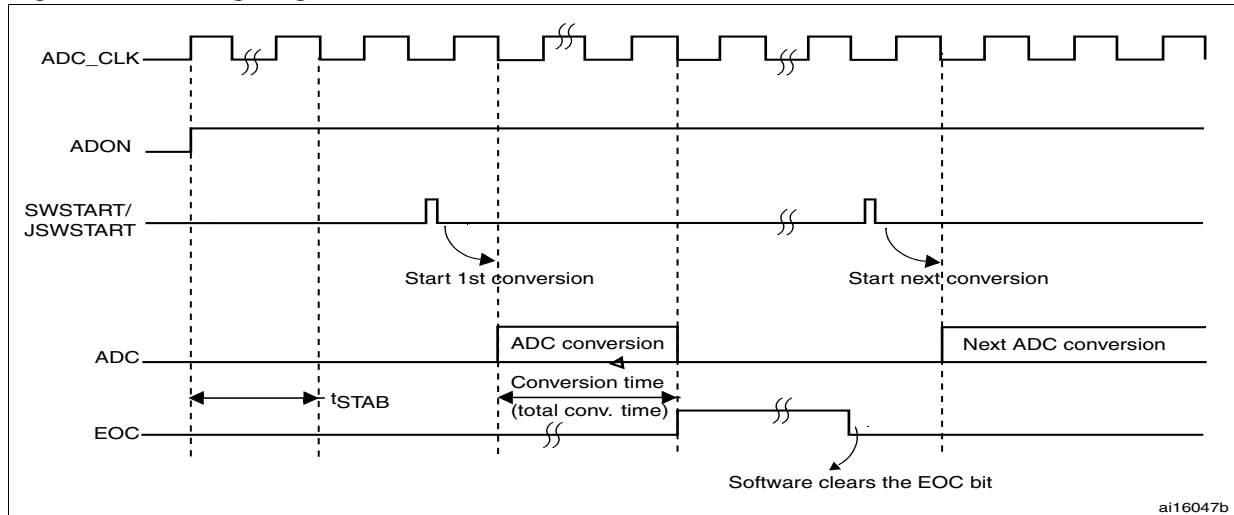 ADC_CLK
ADON
SWSTART/
JSWSTART
Start 1st conversion
Start next conversion
ADC
ADC conversion
Next ADC conversion
Conversion time
(total conv. time)
tSTAB
EOC
Software clears the EOC bit
ai16047b